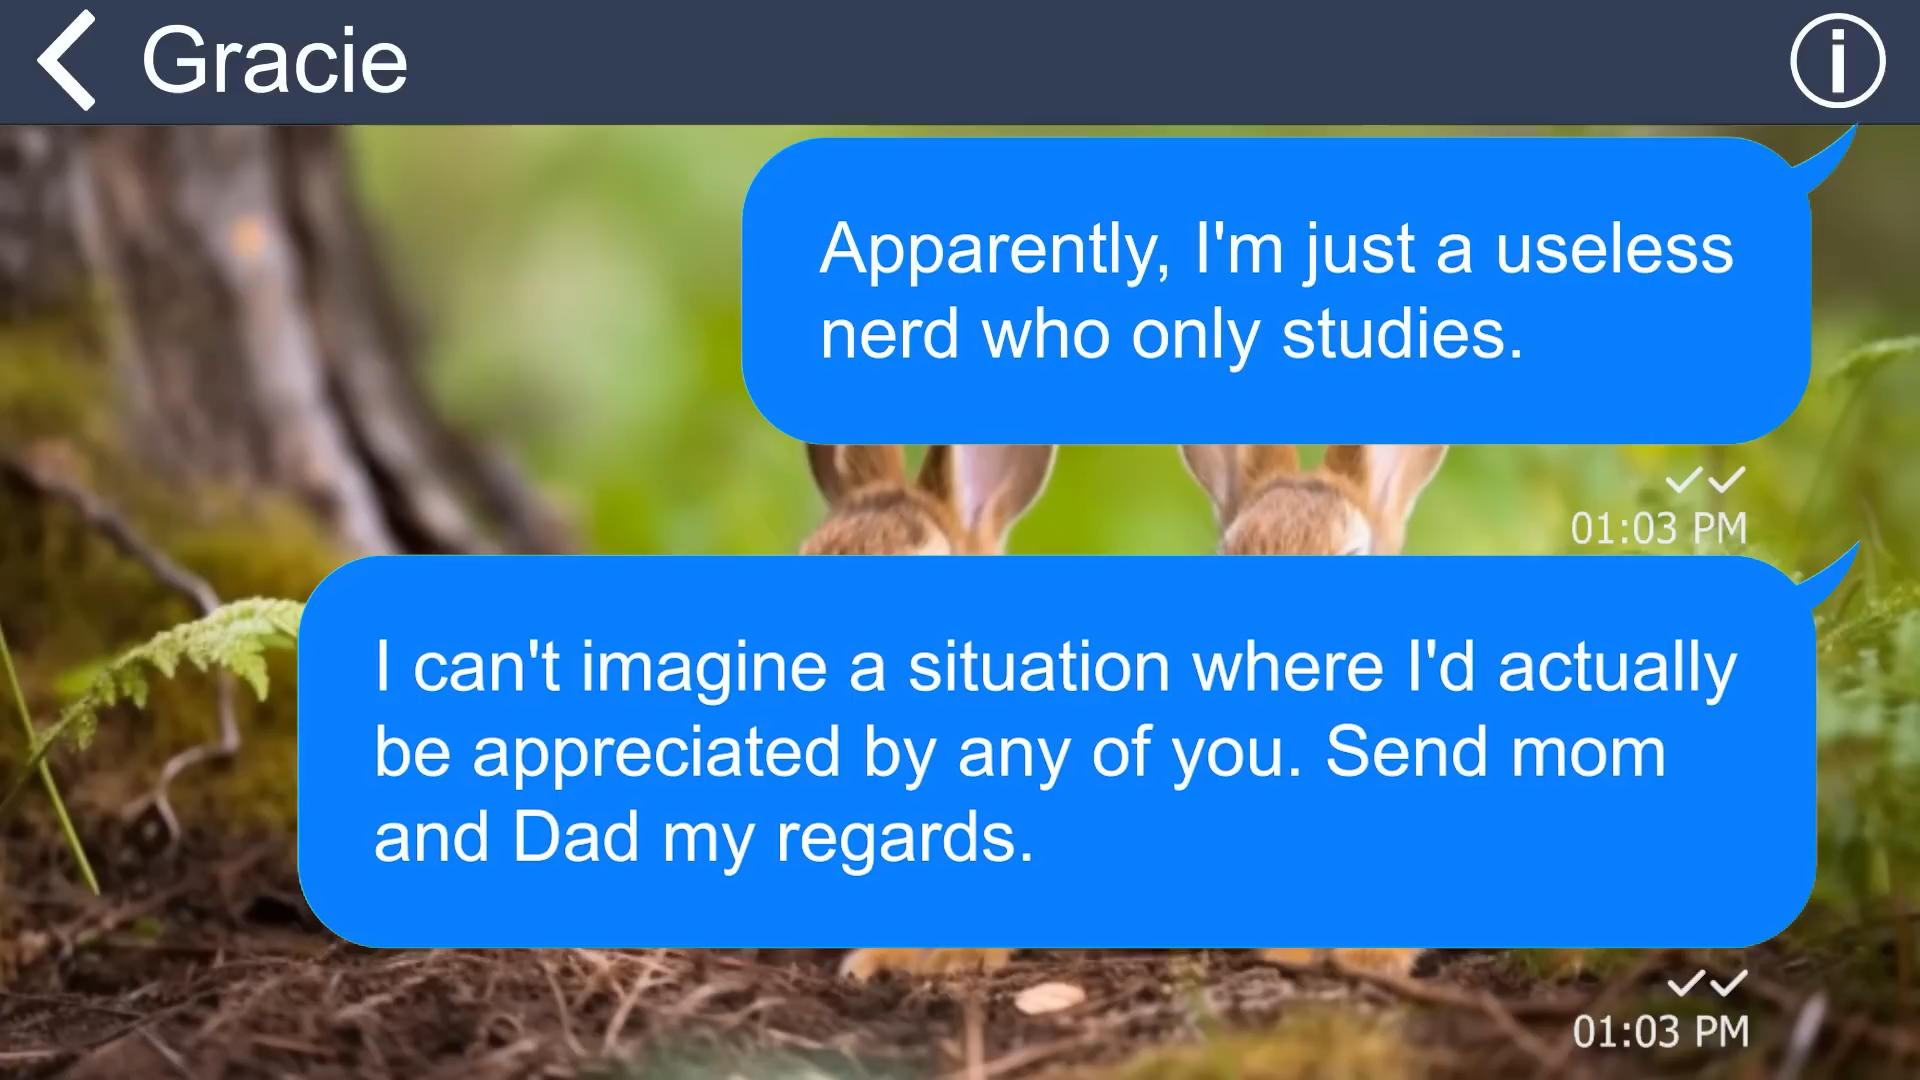 Gracie
Apparently, I'm just a useless
nerd who only studies.
01:03 PM
I can't imagine a situation where I'd actually
be appreciated by any of you. Send mom
and Dad my regards.
01:03 PM